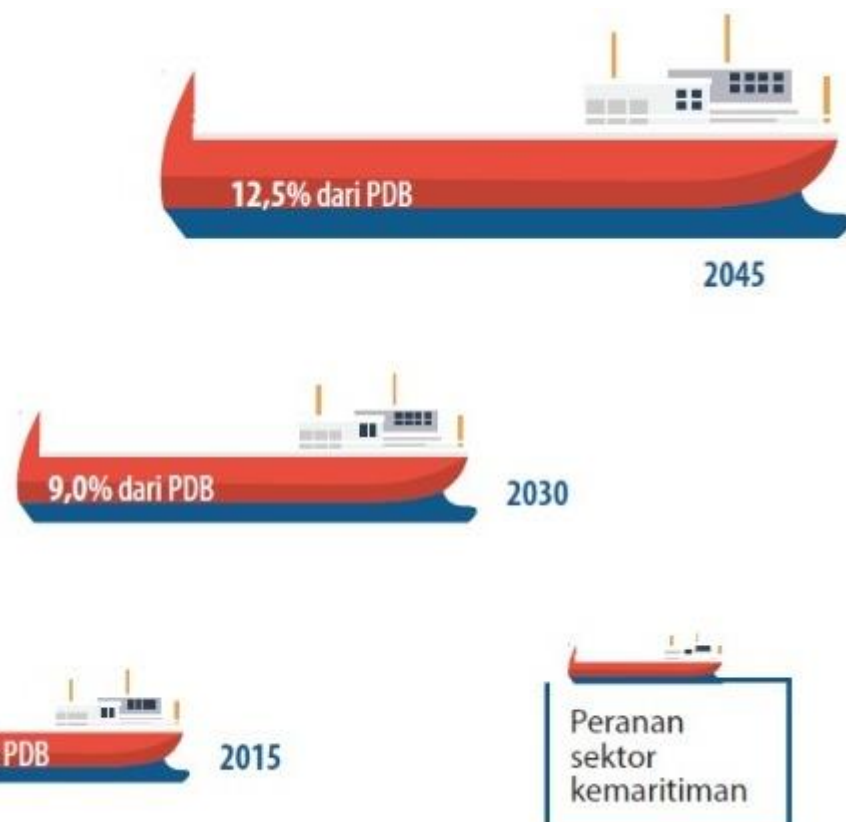 12,5% dari PDB
2045
9,0% dari PDB
2030
PDB
2015
Peranan
sektor
kemaritiman